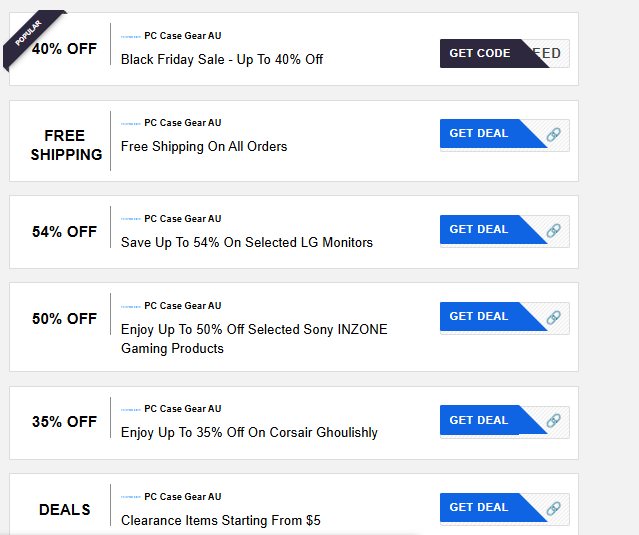 POPULAR
40% OFF
PC Case Gear AU
Black Friday Sale - Up To 40% Off
GET CODE
EED
FREE
SHIPPING
PC Case Gear AU
Free Shipping On All Orders
GET DEAL
54% OFF
PC Case Gear AU
Save Up To 54% On Selected LG Monitors
GET DEAL
50% OFF
PC Case Gear AU
Enjoy Up To 50% Off Selected Sony INZONE
Gaming Products
GET DEAL
35% OFF
PC Case Gear AU
Enjoy Up To 35% Off On Corsair Ghoulishly
GET DEAL
DEALS
PC Case Gear AU
Clearance Items Starting From $5
GET DEAL